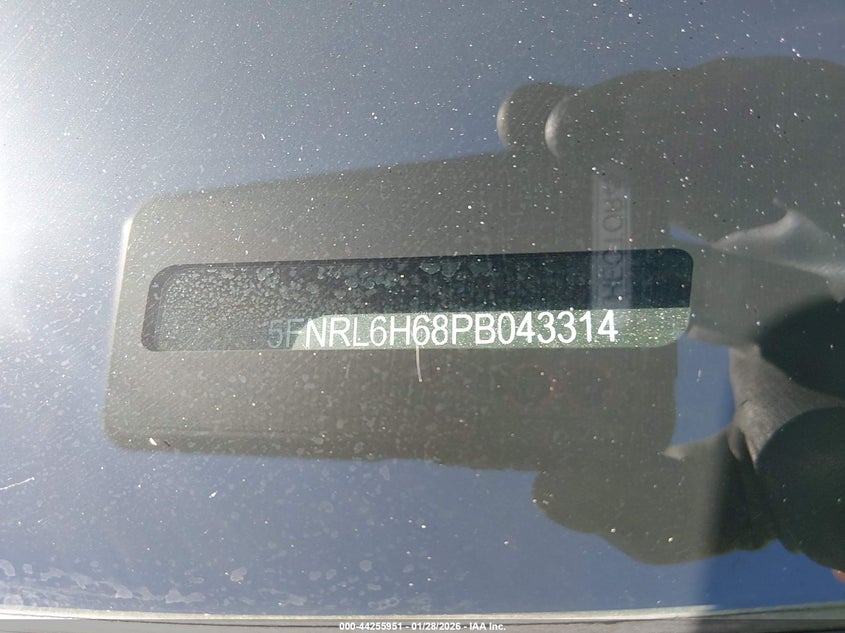 5FNRL6H68PB043314
000-44255951 - 01/28/2026 - IAA Inc.